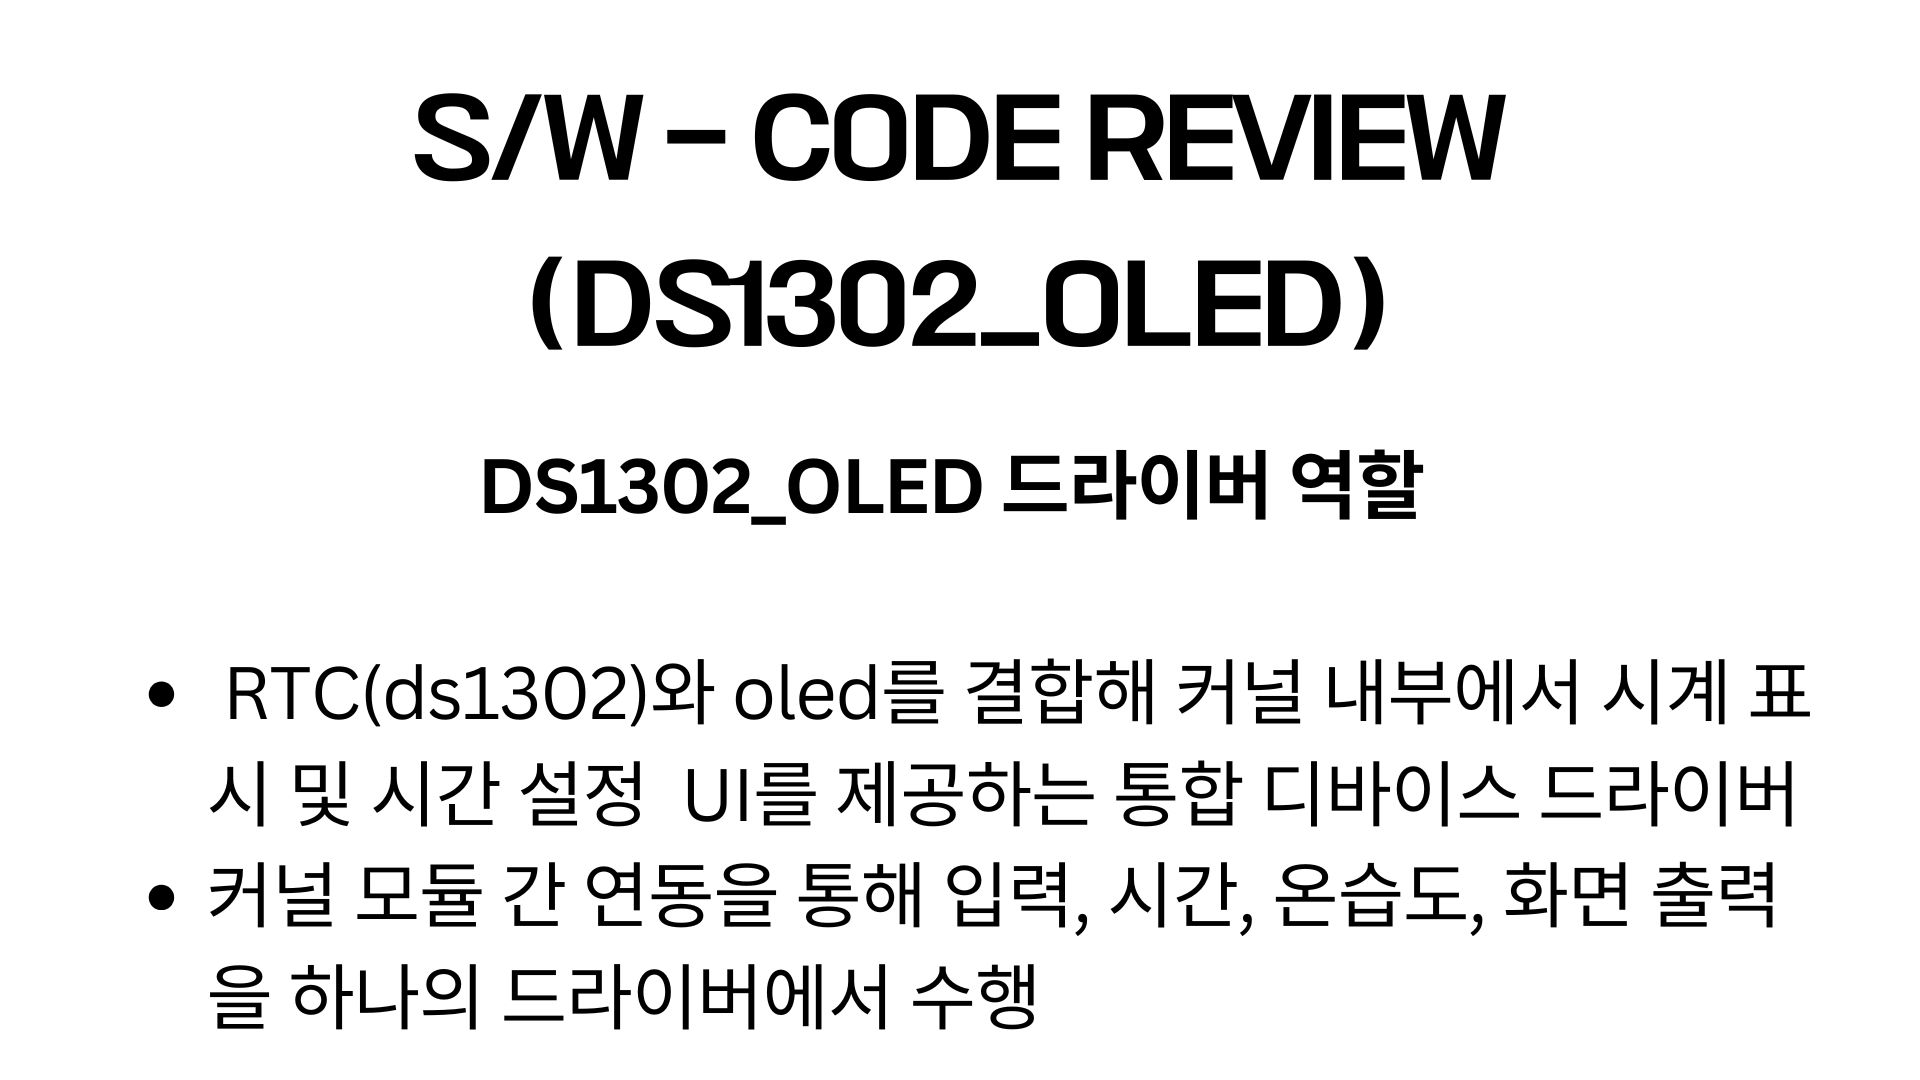 S/W - CODE REVIEW
(DS1302_OLED)
DS1302_OLED 드라이버 역할
• RTC(ds1302)와 oled를 결합해 커널 내부에서 시계 표
시 및 시간 설정  UI를 제공하는 통합 디바이스 드라이버
• 커널 모듈 간 연동을 통해 입력, 시간, 온습도, 화면 출력
을 하나의 드라이버에서 수행